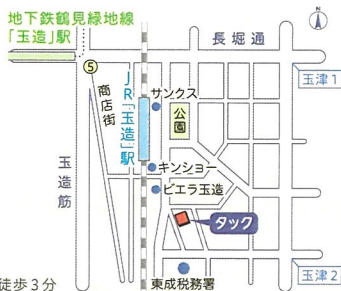 地下鉄鶴見緑地線
「玉造」駅
長堀通
玉津1
⑤
サンクス
商店街
JR「玉造」駅
公園
玉造筋
キンショー
ビエラ玉造
タック
玉津2
徒歩3分
東成税務署